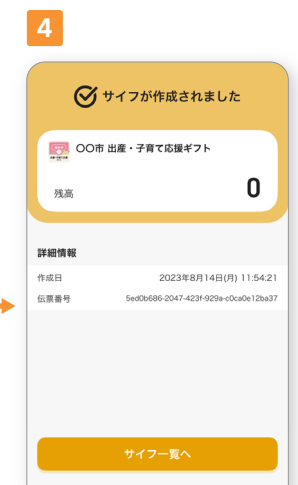 4
サイフが作成されました
〇〇市 出産・子育て応援ギフト
残高 0
詳細情報
作成日 2023年8月14日(月) 11:54:21
伝票番号 5ed0b686-2047-423f-929a-c0ca0e12ba37
サイフ一覧へ